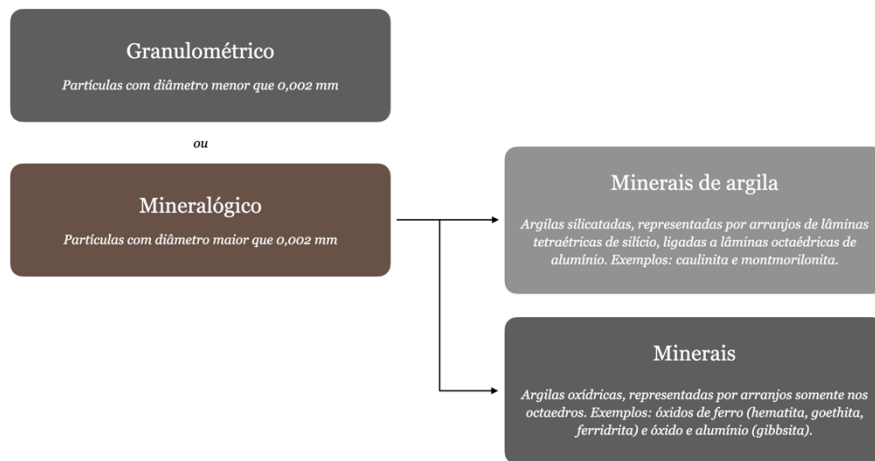 Granulométrico
Partículas com diâmetro menor que 0,002 mm
ou
Mineralógico
Partículas com diâmetro maior que 0,002 mm
Minerais de argila
Argilas silicatadas, representadas por arranjos de lâminas
tetraétricas de silício, ligadas a lâminas octaédricas de
alumínio. Exemplos: caulinita e montmorilonita.
Minerais
Argilas oxídricas, representadas por arranjos somente nos
octaedros. Exemplos: óxidos de ferro (hematita, goethita,
ferridrita) e óxido e alumínio (gibbsita).